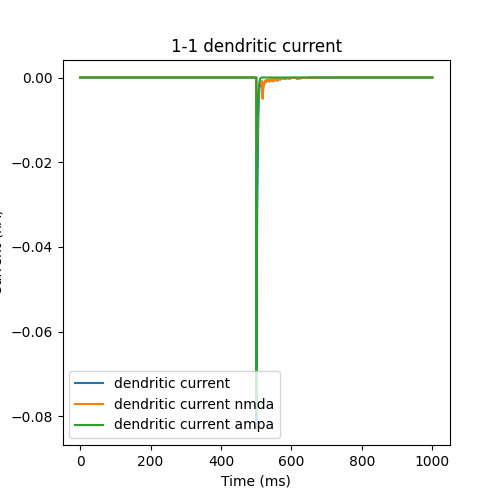 1-1 dendritic current
0.00
−0.02
−0.04
−0.06
−0.08
dendritic current
dendritic current nmda
dendritic current ampa
0
200
400
600
800
1000
Time (ms)